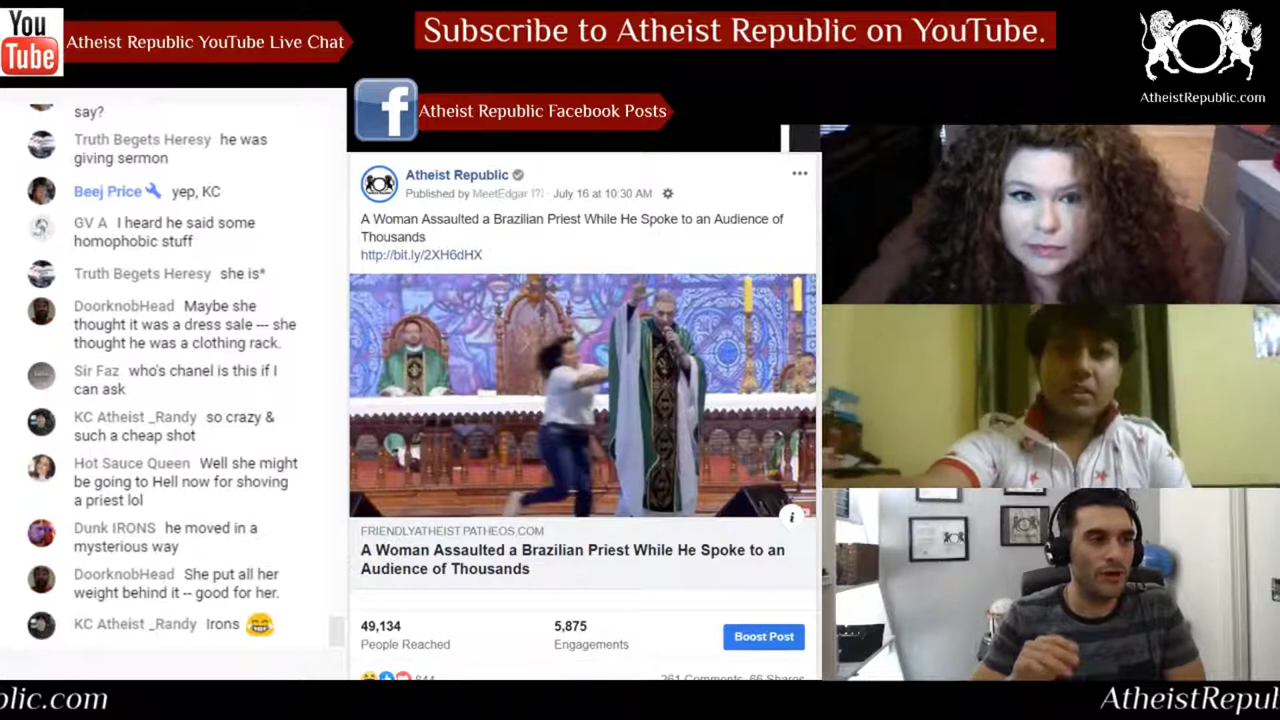 You
Tube
Atheist Republic YouTube Live Chat
Subscribe to Atheist Republic on YouTube.
AtheistRepublic.com
f
Atheist Republic Facebook Posts
say?
Truth Begets Heresy he was
giving sermon
Beej Price yep, KC
GV A I heard he said some
homophobic stuff
Truth Begets Heresy she is*
DoorknobHead Maybe she
thought it was a dress sale --- she
thought he was a clothing rack.
Sir Faz who's chanel is this if I
can ask
KC Atheist _Randy so crazy &
such a cheap shot
Hot Sauce Queen Well she might
be going to Hell now for shoving
a priest lol
Dunk IRONS he moved in a
mysterious way
DoorknobHead She put all her
weight behind it -- good for her.
KC Atheist _Randy Irons 😂
Atheist Republic
Published by MeetEdgar [?] · July 16 at 10:30 AM ·
A Woman Assaulted a Brazilian Priest While He Spoke to an Audience of
Thousands
http://bit.ly/2XH6dHX
i
FRIENDLYATHEIST.PATHEOS.COM
A Woman Assaulted a Brazilian Priest While He Spoke to an
Audience of Thousands
49,134
People Reached
5,875
Engagements
Boost Post
844
261 Comments 66 Shares
blic.com
AtheistRepubl